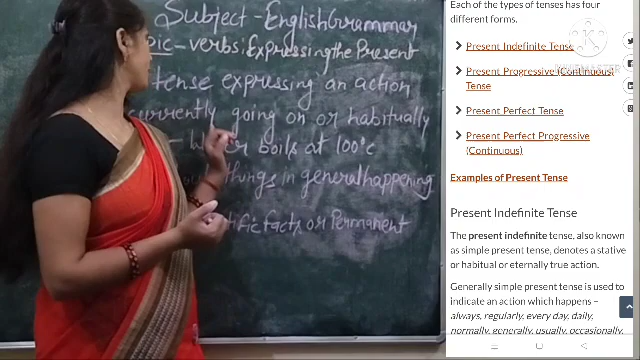 Subject - English Grammar
pic - verbs: Expressing the Present
tense expressing an action
currently going on or habitually
- Water boils at 100°c
things in general happening
tific facts or Permanent
Each of the types of tenses has four
different forms.
> Present Indefinite Tense
> Present Progressive (Continuous)
Tense
> Present Perfect Tense
> Present Perfect Progressive
(Continuous)
Examples of Present Tense
Present Indefinite Tense
The present indefinite tense, also known
as simple present tense, denotes a stative
or habitual or eternally true action.
Generally simple present tense is used to
indicate an action which happens –
always, regularly, every day, daily,
normally, generally, usually, occasionally,